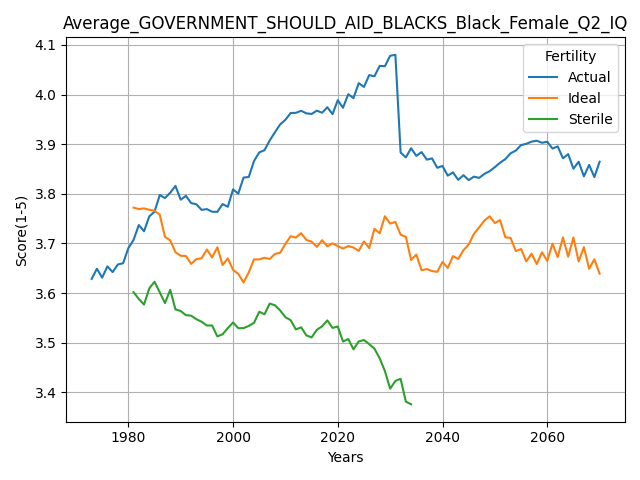 Average_GOVERNMENT_SHOULD_AID_BLACKS_Black_Female_Q2_IQ
Fertility
Actual
Ideal
Sterile
Score(1-5)
4.1
4.0
3.9
3.8
3.7
3.6
3.5
3.4
1980 2000 2020 2040 2060
Years